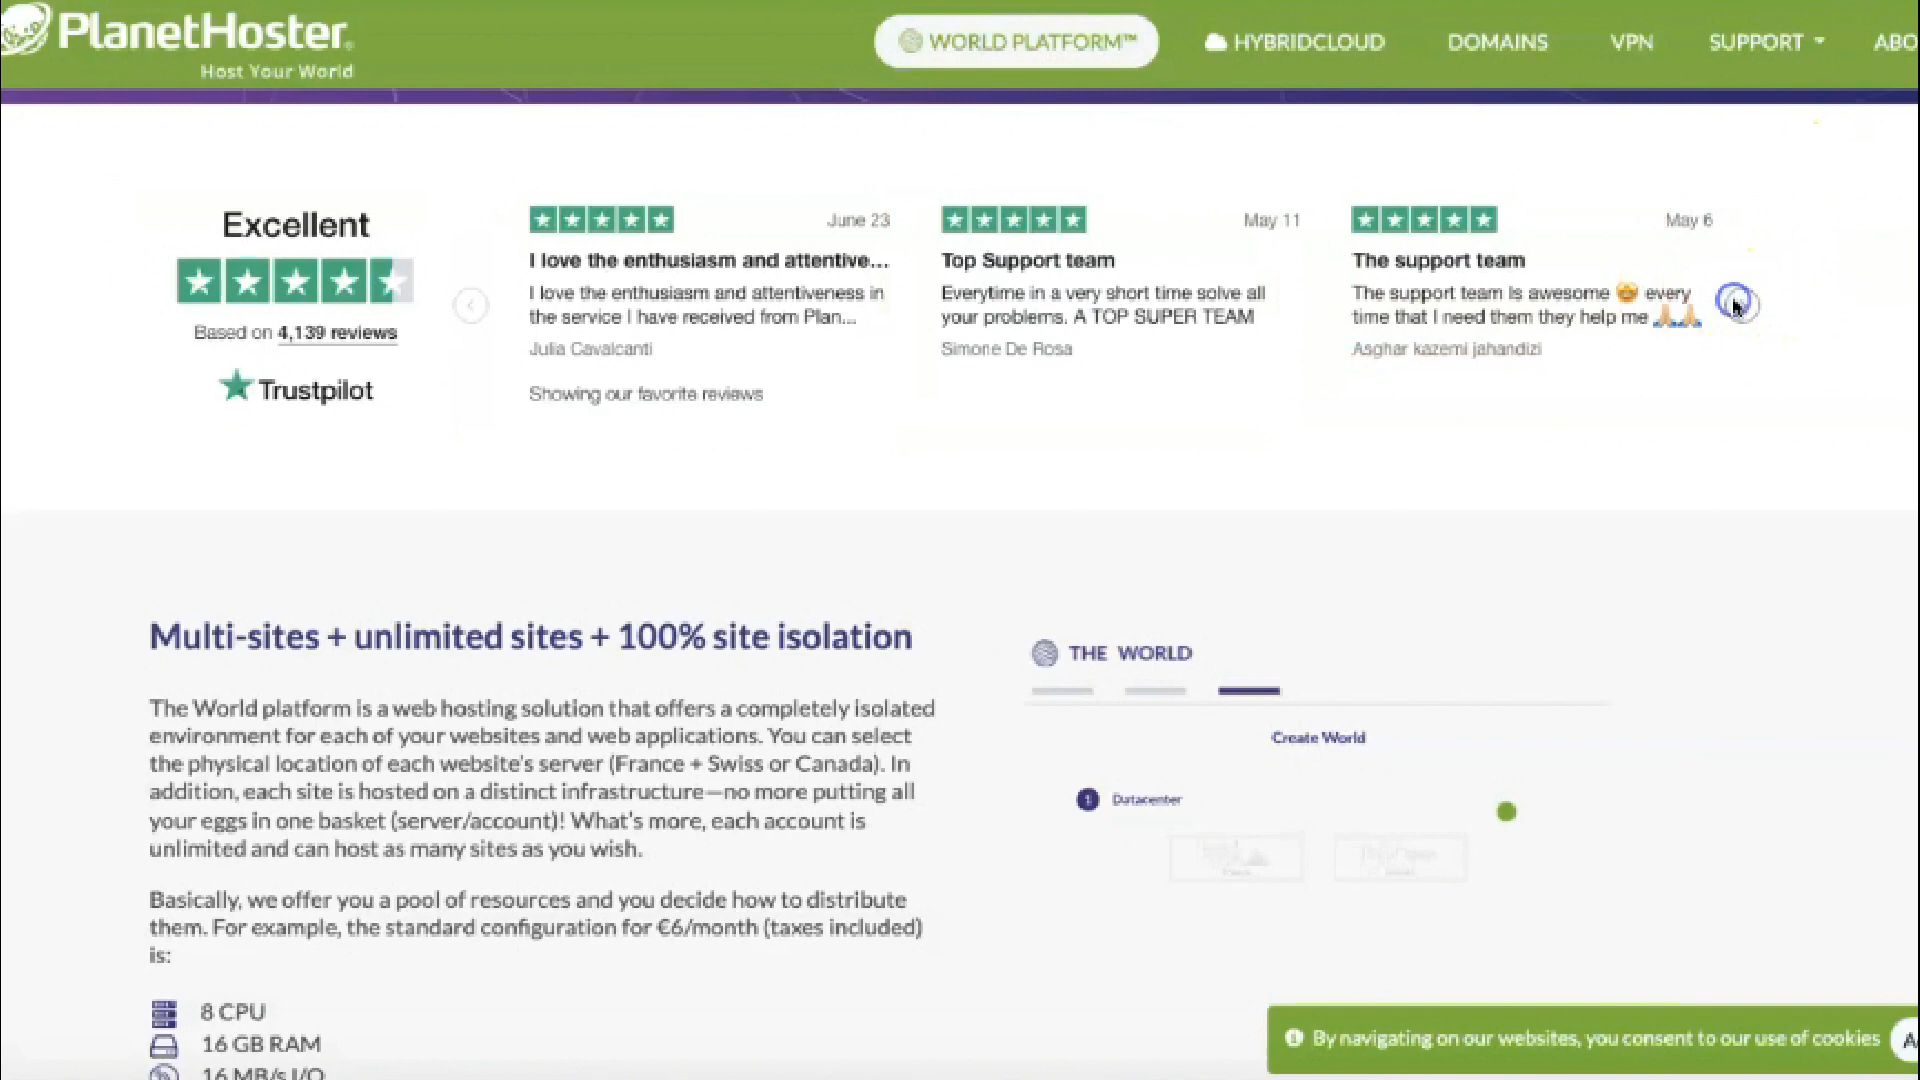 PlanetHoster
Host Your World
WORLD PLATFORM™
HYBRIDCLOUD
DOMAINS
VPN
SUPPORT
ABO
Excellent
Based on 4,139 reviews
Trustpilot
June 23
I love the enthusiasm and attentive...
I love the enthusiasm and attentiveness in
the service I have received from Plan...
Julia Cavalcanti
Showing our favorite reviews
May 11
Top Support team
Everytime in a very short time solve all
your problems. A TOP SUPER TEAM
Simone De Rosa
May 6
The support team
The support team Is awesome 🤩 every
time that I need them they help me 🙏🏼🙏🏼
Asghar kazemi jahandizi
Multi-sites + unlimited sites + 100% site isolation
The World platform is a web hosting solution that offers a completely isolated
environment for each of your websites and web applications. You can select
the physical location of each website's server (France + Swiss or Canada). In
addition, each site is hosted on a distinct infrastructure—no more putting all
your eggs in one basket (server/account)! What's more, each account is
unlimited and can host as many sites as you wish.
Basically, we offer you a pool of resources and you decide how to distribute
them. For example, the standard configuration for €6/month (taxes included)
is:
8 CPU
16 GB RAM
16 MB/s I/O
THE WORLD
Create World
1 Datacenter
By navigating on our websites, you consent to our use of cookies
A